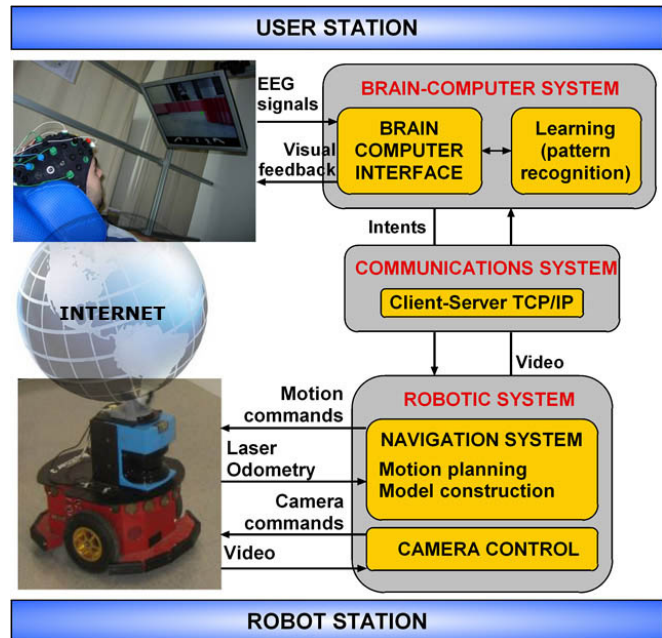 USER STATION
EEG
signals
Visual
feedback
BRAIN-COMPUTER SYSTEM
BRAIN
COMPUTER
INTERFACE
Learning
(pattern
recognition)
Intents
COMMUNICATIONS SYSTEM
Client-Server TCP/IP
INTERNET
Video
ROBOTIC SYSTEM
Motion
commands
NAVIGATION SYSTEM
Motion planning
Model construction
Laser
Odometry
Camera
commands
CAMERA CONTROL
Video
ROBOT STATION